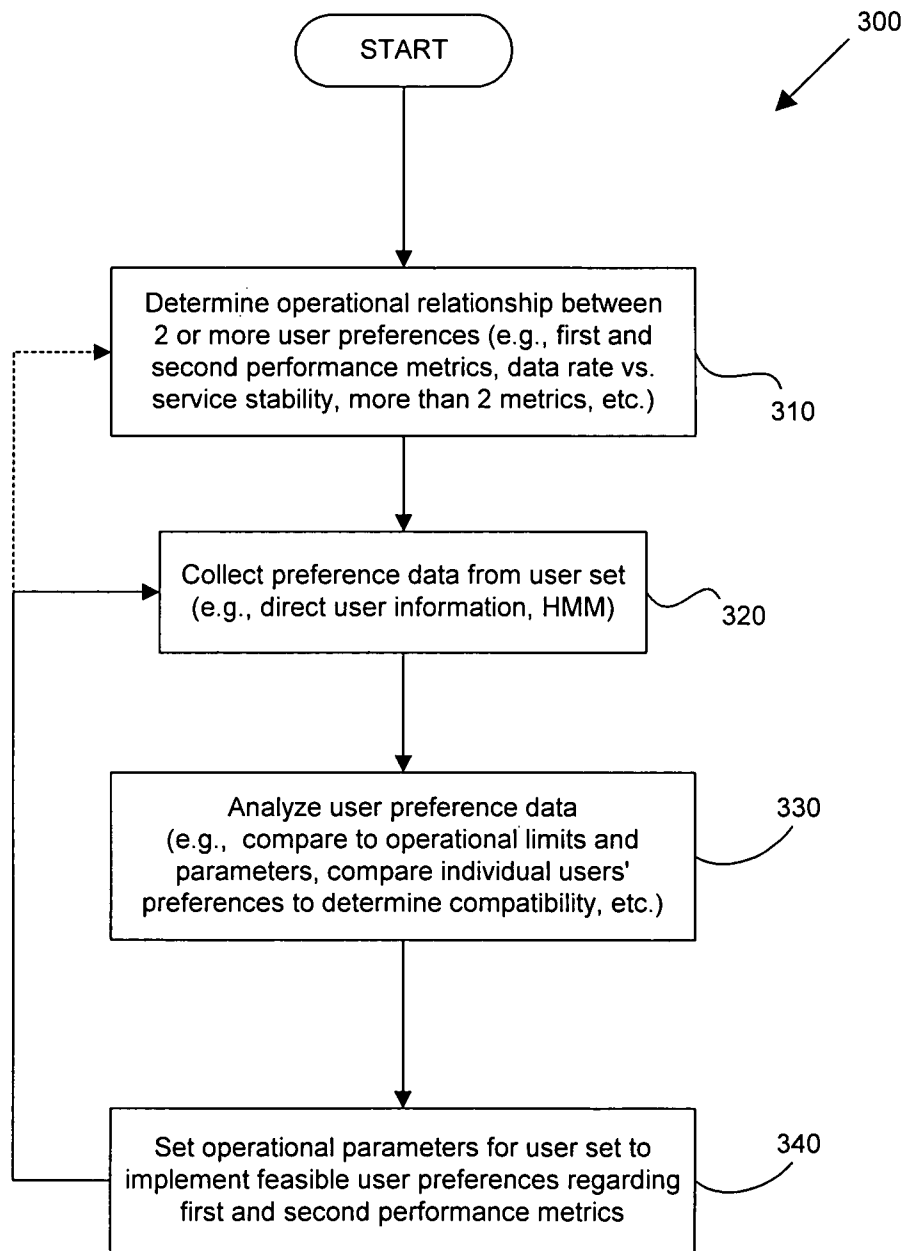 START
300
Determine operational relationship between
2 or more user preferences (e.g., first and
second performance metrics, data rate vs.
service stability, more than 2 metrics, etc.)
310
Collect preference data from user set
(e.g., direct user information, HMM)
320
Analyze user preference data
(e.g., compare to operational limits and
parameters, compare individual users'
preferences to determine compatibility, etc.)
330
Set operational parameters for user set to
implement feasible user preferences regarding
first and second performance metrics
340